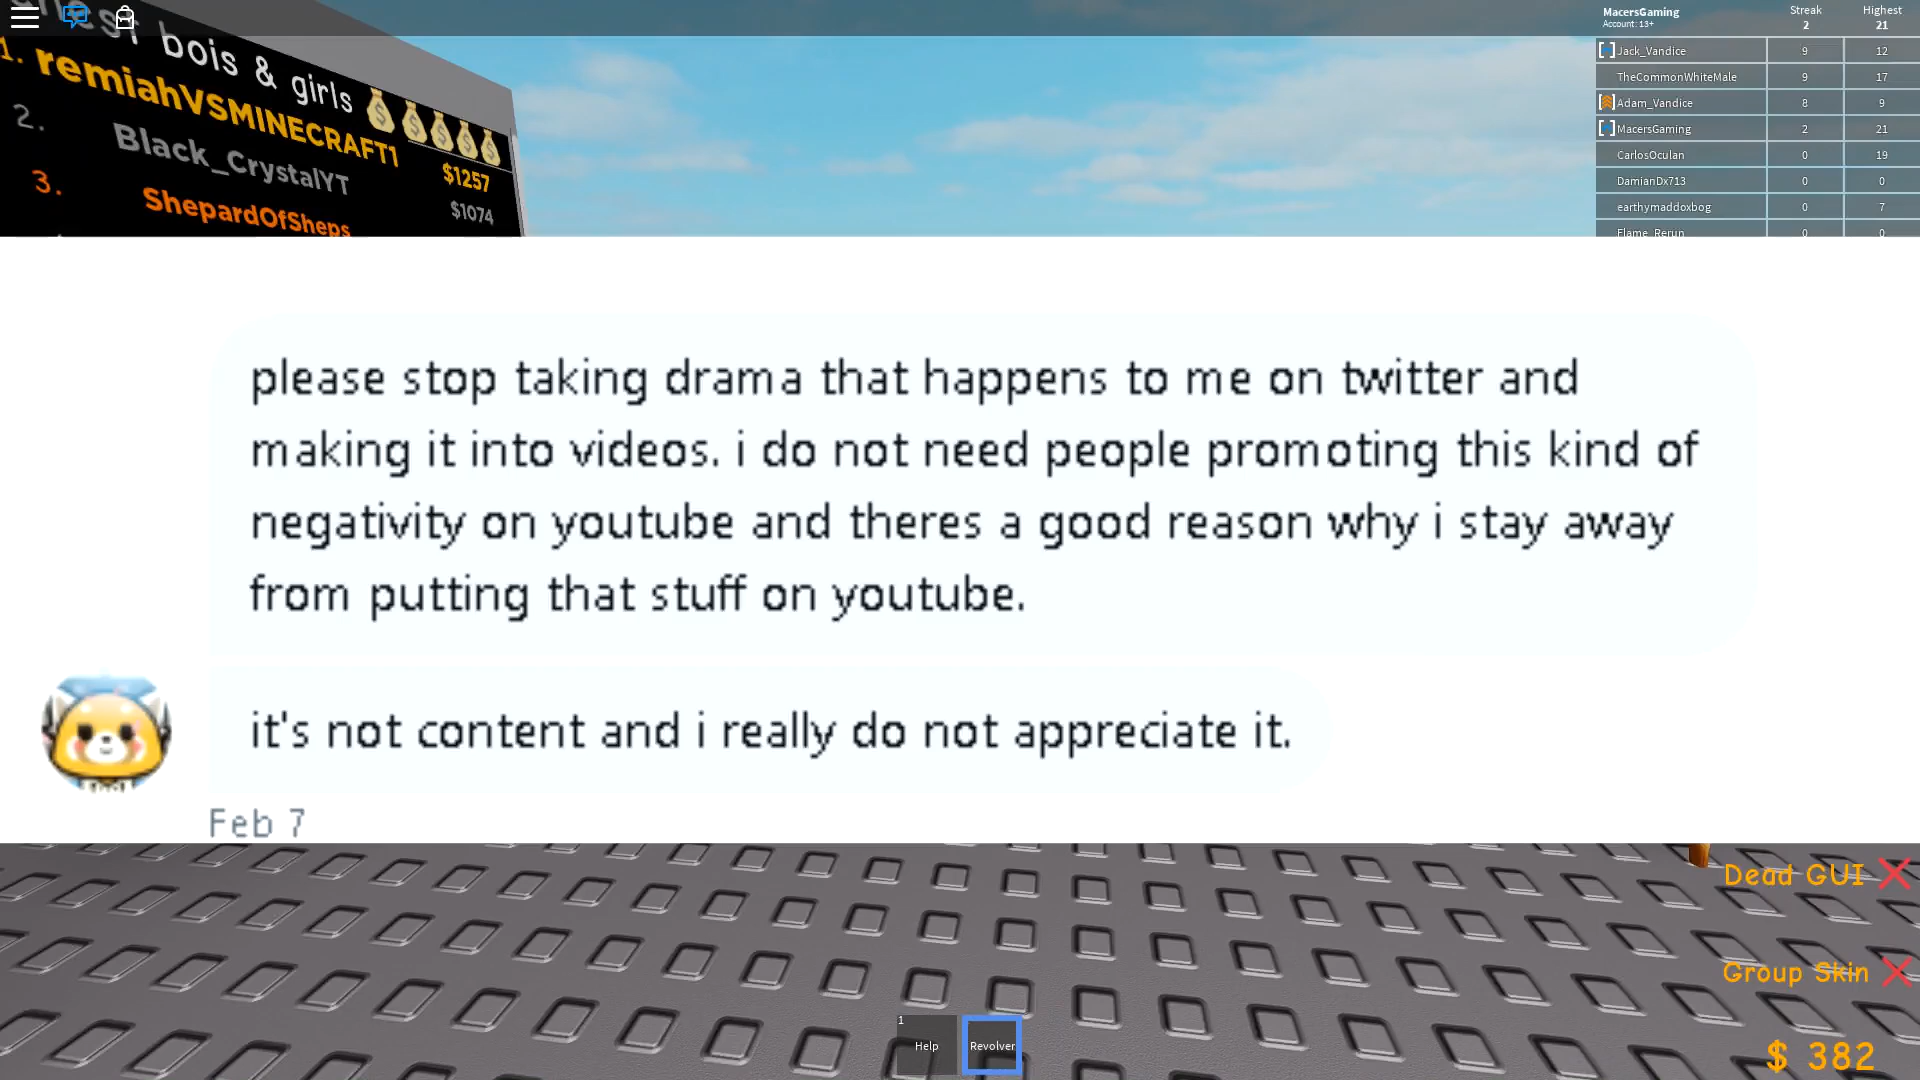 bois & girls
1. remiahVSMINECRAFT1 $1257
2. Black_CrystalYT $1074
3. ShepardOfSheps
MacersGaming Streak Highest
Account: 13+ 2 21
Jack_Vandice 9 12
TheCommonWhiteMale 9 17
Adam_Vandice 8 9
MacersGaming 2 21
CarlosOculan 0 19
DamianDx713 0 0
earthymaddoxbog 0 7
Flame_Rerun 0 0
please stop taking drama that happens to me on twitter and
making it into videos. i do not need people promoting this kind of
negativity on youtube and theres a good reason why i stay away
from putting that stuff on youtube.
it's not content and i really do not appreciate it.
Feb 7
Dead GUI
Group Skin
$ 382
1
Help
Revolver